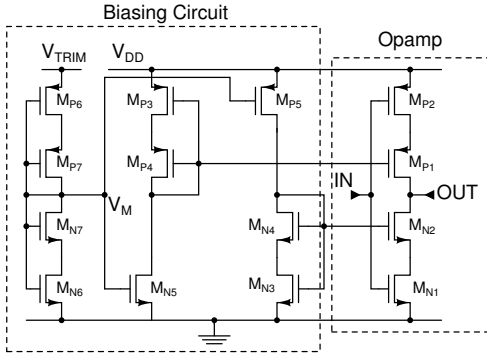 Biasing Circuit
Opamp
V_TRIM
V_DD
M_P6
M_P3
M_P5
M_P2
M_P7
M_P4
M_P1
IN
OUT
V_M
M_N7
M_N4
M_N2
M_N6
M_N5
M_N3
M_N1